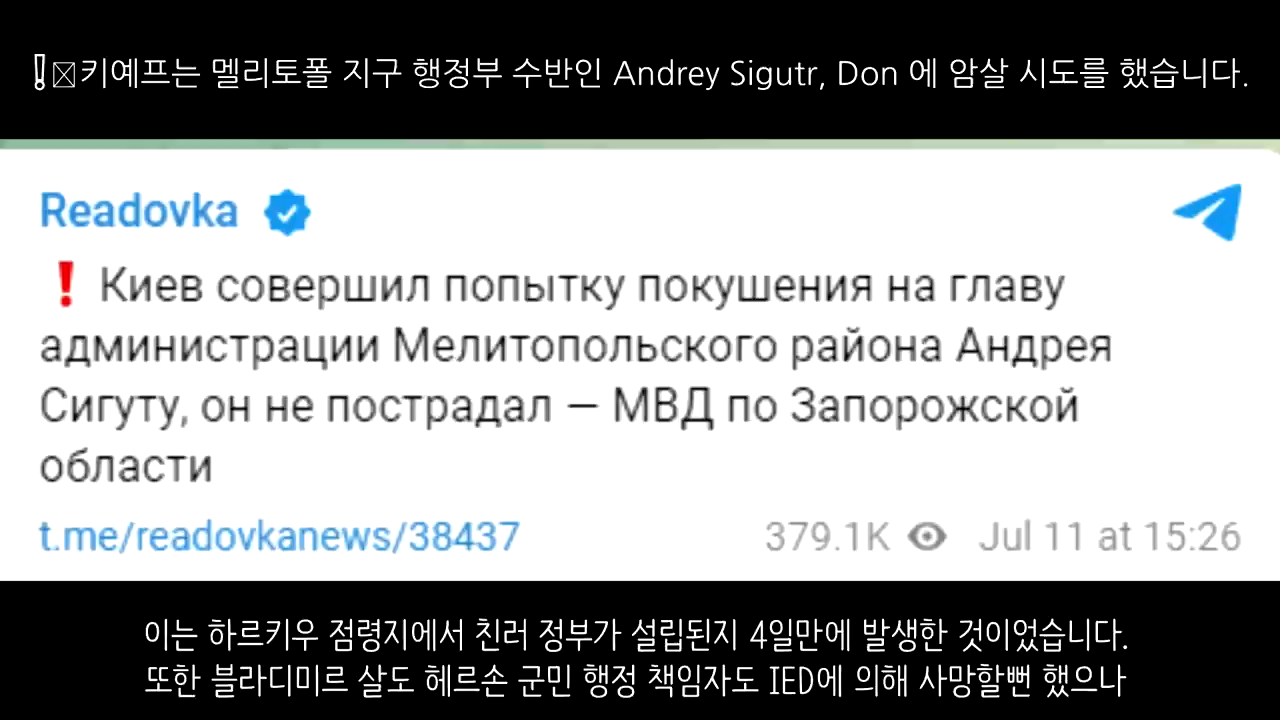 ❗키예프는 멜리토폴 지구 행정부 수반인 Andrey Sigutr, Don 에 암살 시도를 했습니다.
Readovka
❗ Киев совершил попытку покушения на главу
администрации Мелитопольского района Андрея
Сигуту, он не пострадал — МВД по Запорожской
области
t.me/readovkanews/38437 379.1K Jul 11 at 15:26
이는 하르키우 점령지에서 친러 정부가 설립된지 4일만에 발생한 것이었습니다.
또한 블라디미르 살도 헤르손 군민 행정 책임자도 IED에 의해 사망할뻔 했으나